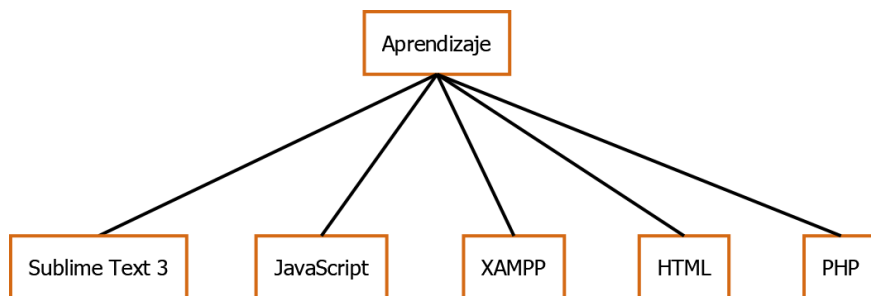 Aprendizaje
Sublime Text 3
JavaScript
XAMPP
HTML
PHP